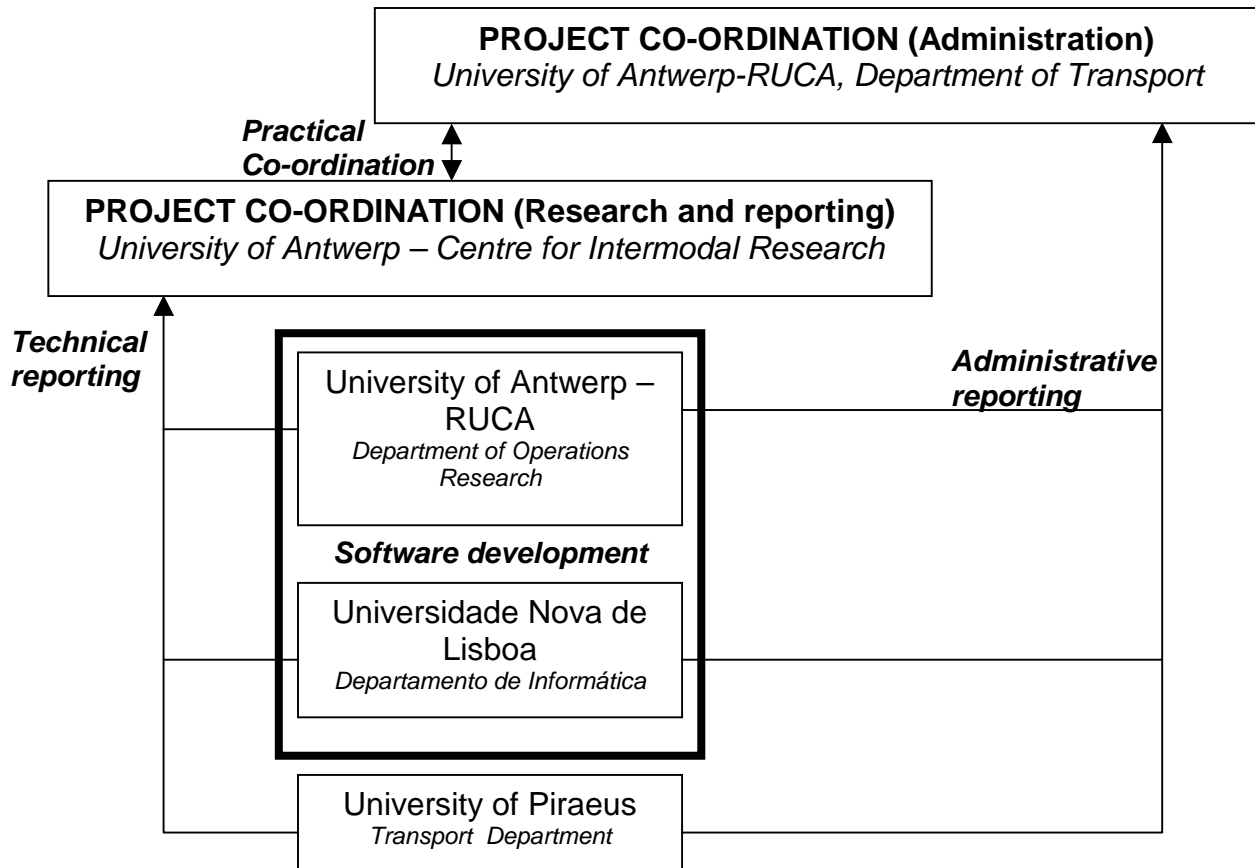 PROJECT CO-ORDINATION (Administration)
University of Antwerp-RUCA, Department of Transport
Practical
Co-ordination
PROJECT CO-ORDINATION (Research and reporting)
University of Antwerp – Centre for Intermodal Research
Technical
reporting
University of Antwerp –
RUCA
Department of Operations
Research
Administrative
reporting
Software development
Universidade Nova de
Lisboa
Departamento de Informática
University of Piraeus
Transport Department